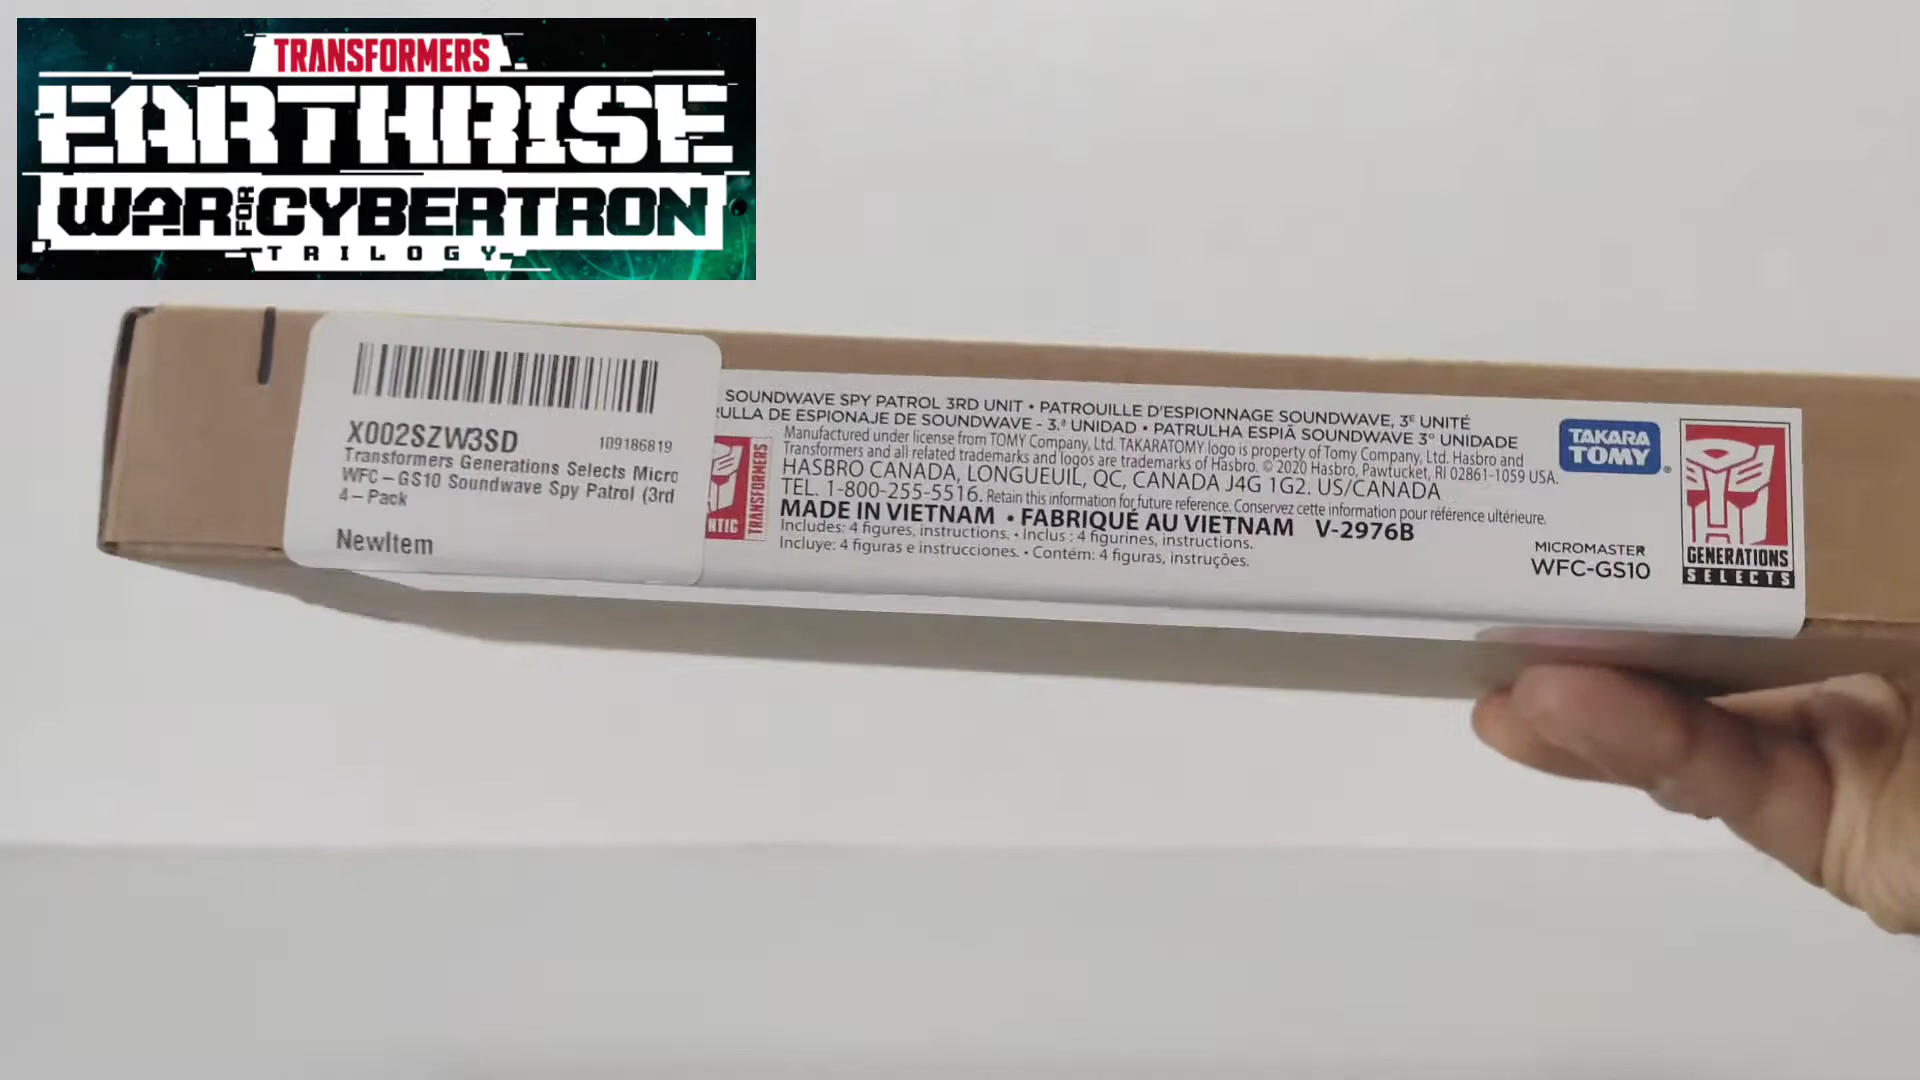 TRANSFORMERS
EARTHRISE
WAR FOR CYBERTRON
TRILOGY
X002SZW3SD 109186819
Transformers Generations Selects Micro
WFC-GS10 Soundwave Spy Patrol (3rd
4-Pack
NewItem
SOUNDWAVE SPY PATROL 3RD UNIT • PATROUILLE D'ESPIONNAGE SOUNDWAVE, 3E UNITÉ
RULLA DE ESPIONAJE DE SOUNDWAVE - 3.ª UNIDAD • PATRULHA ESPIÃ SOUNDWAVE 3º UNIDADE
Manufactured under license from TOMY Company, Ltd. TAKARATOMY logo is property of Tomy Company, Ltd. Hasbro and
Transformers and all related trademarks and logos are trademarks of Hasbro. © 2020 Hasbro, Pawtucket, RI 02861-1059 USA.
HASBRO CANADA, LONGUEUIL, QC, CANADA J4G 1G2. US/CANADA
TEL. 1-800-255-5516. Retain this information for future reference. Conservez cette information pour référence ultérieure.
MADE IN VIETNAM • FABRIQUÉ AU VIETNAM V-2976B
Includes: 4 figures, instructions. • Inclus : 4 figurines, instructions.
Incluye: 4 figuras e instrucciones. • Contém: 4 figuras, instruções.
NTIC
TRANSFORMERS
TAKARA
TOMY
MICROMASTER
WFC-GS10
GENERATIONS
SELECTS